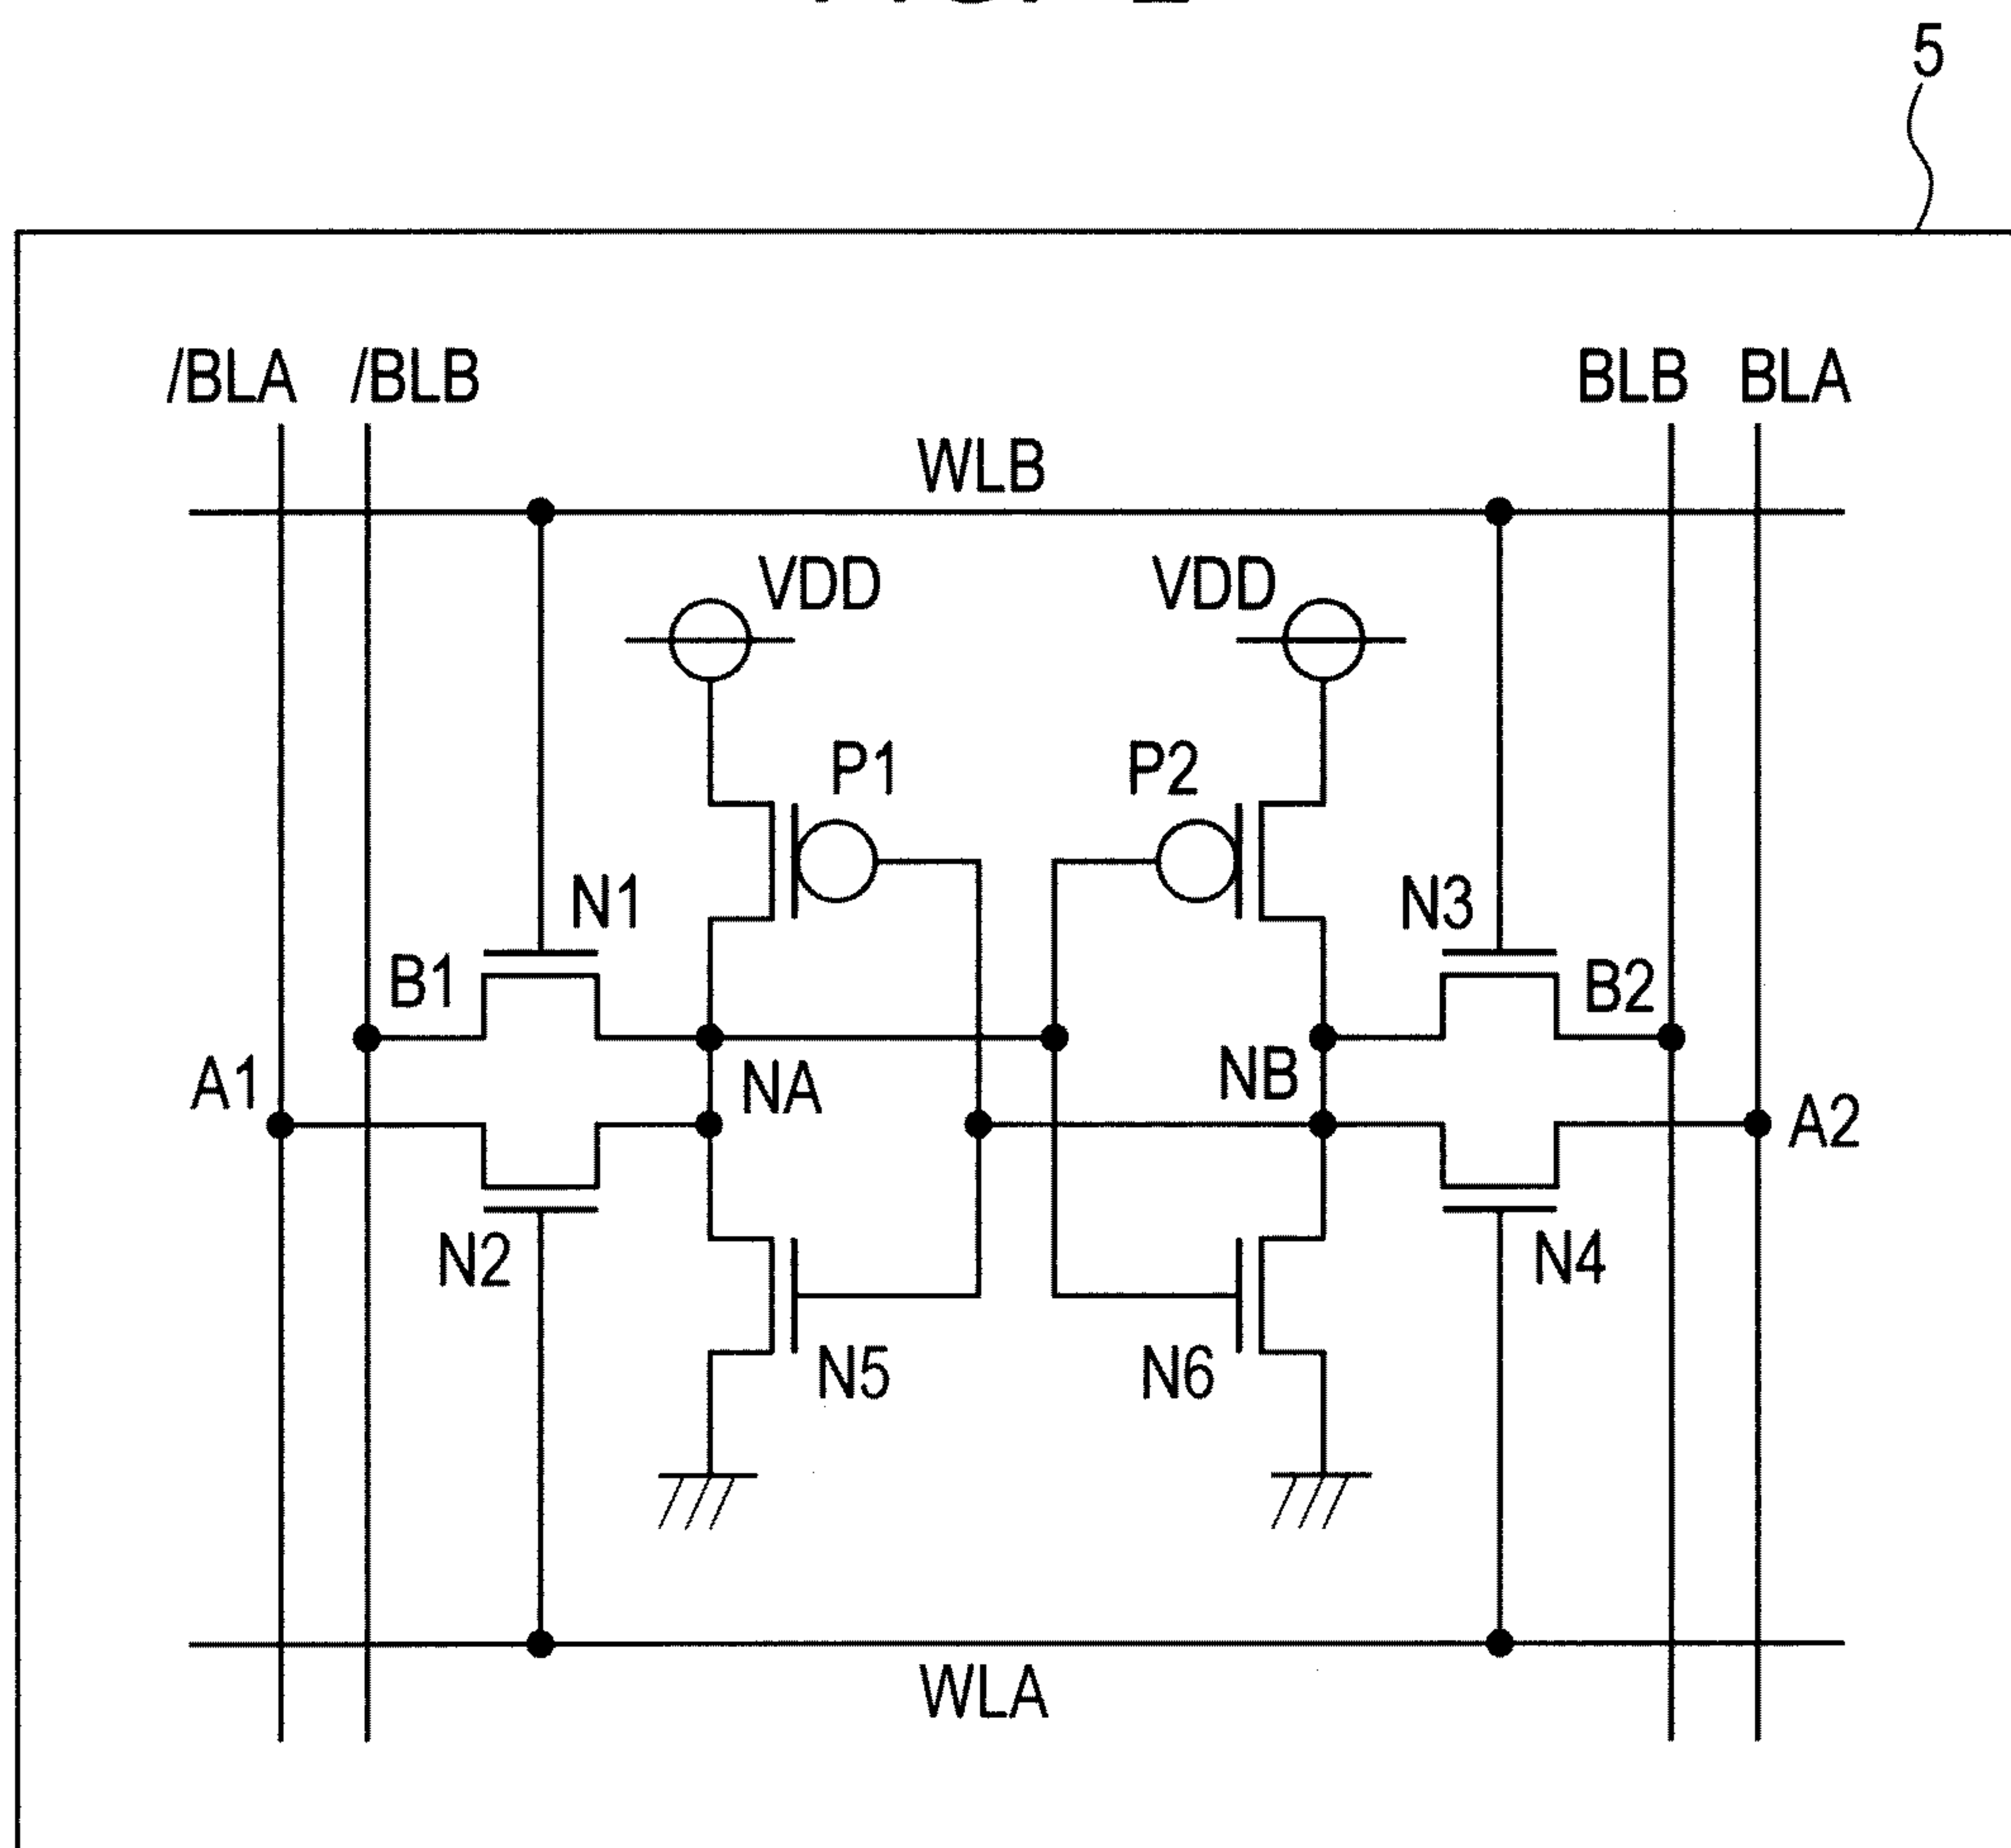 5
/BLA /BLB BLB BLA
WLB
VDD VDD
P1 P2
N1 N3
B1 B2
A1 NA NB A2
N2 N4
N5 N6
WLA